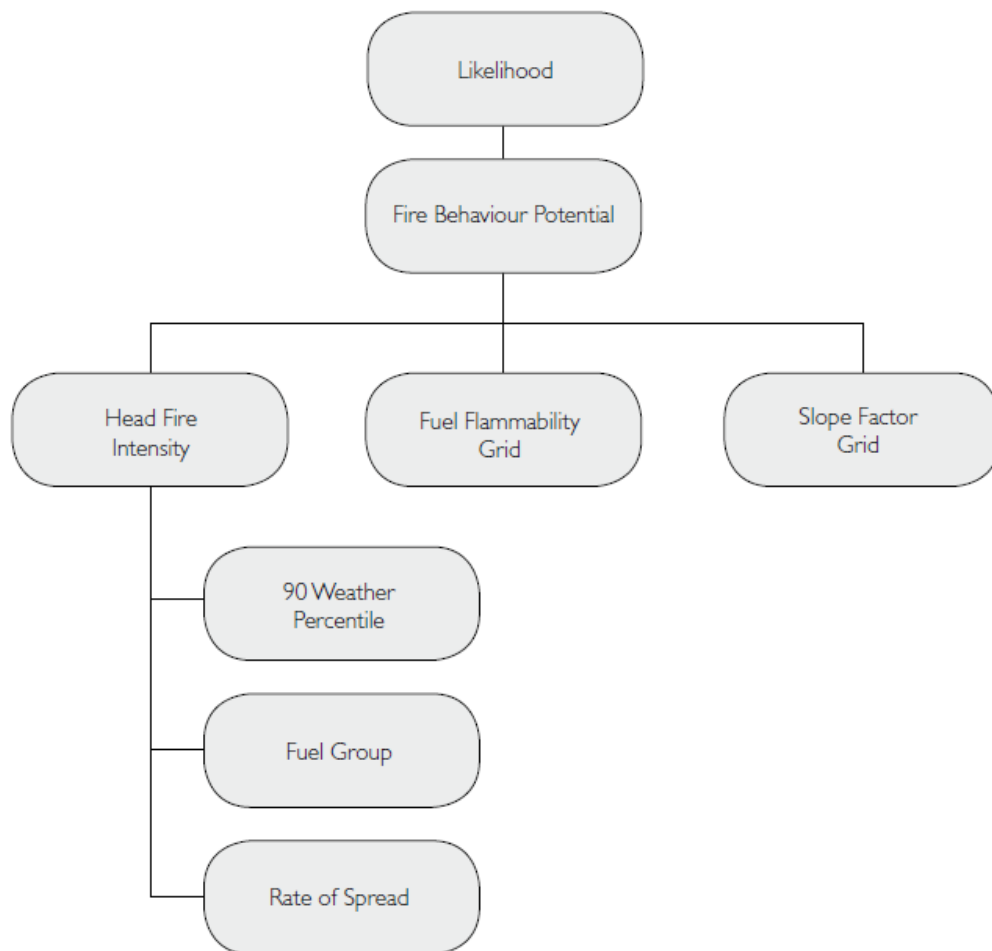 Likelihood
Fire Behaviour Potential
Head Fire
Intensity
Fuel Flammability
Grid
Slope Factor
Grid
90 Weather
Percentile
Fuel Group
Rate of Spread